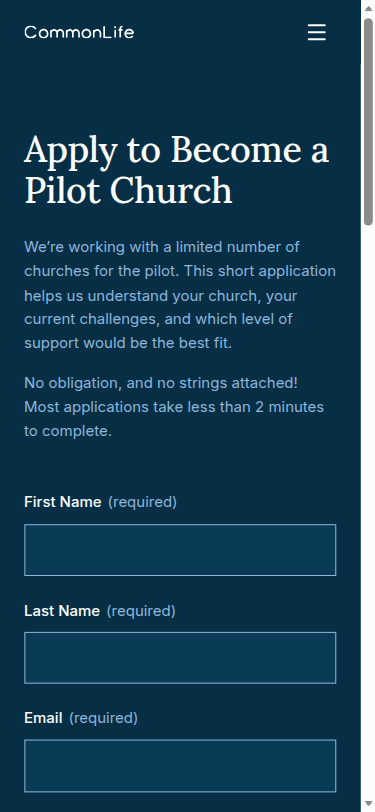 CommonLife
Apply to Become a
Pilot Church
We’re working with a limited number of
churches for the pilot. This short application
helps us understand your church, your
current challenges, and which level of
support would be the best fit.
No obligation, and no strings attached!
Most applications take less than 2 minutes
to complete.
First Name (required)
Last Name (required)
Email (required)